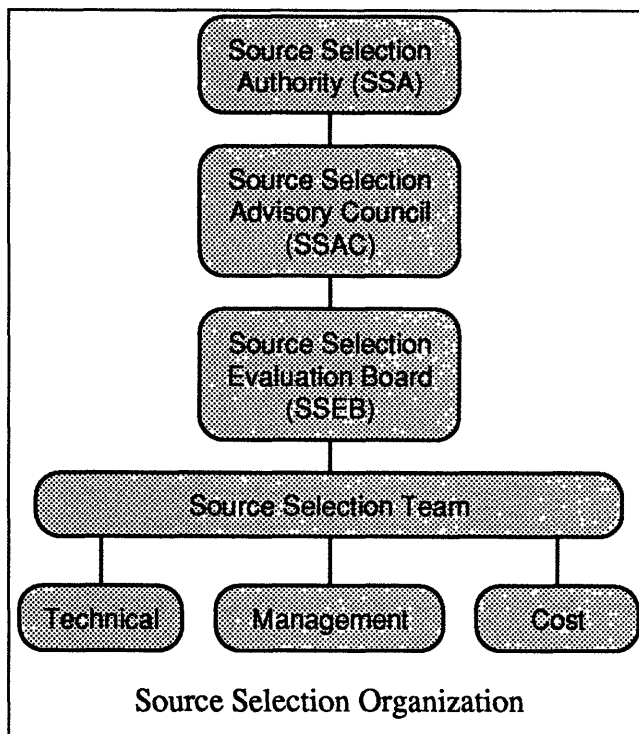 Source Selection
Authority (SSA)
Source Selection
Advisory Council
(SSAC)
Source Selection
Evaluation Board
(SSEB)
Source Selection Team
Technical
Management
Cost
Source Selection Organization